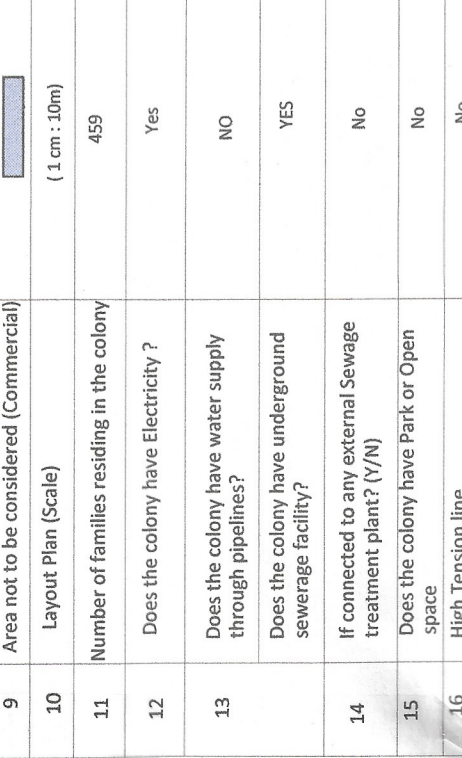 9 Area not to be considered (Commercial)
10 Layout Plan (Scale) ( 1 cm : 10m)
11 Number of families residing in the colony 459
12 Does the colony have Electricity ? Yes
13 Does the colony have water supply
through pipelines? NO
Does the colony have underground
sewerage facility? YES
14 If connected to any external Sewage
treatment plant? (Y/N) No
15 Does the colony have Park or Open
space No
16 High Tension line No